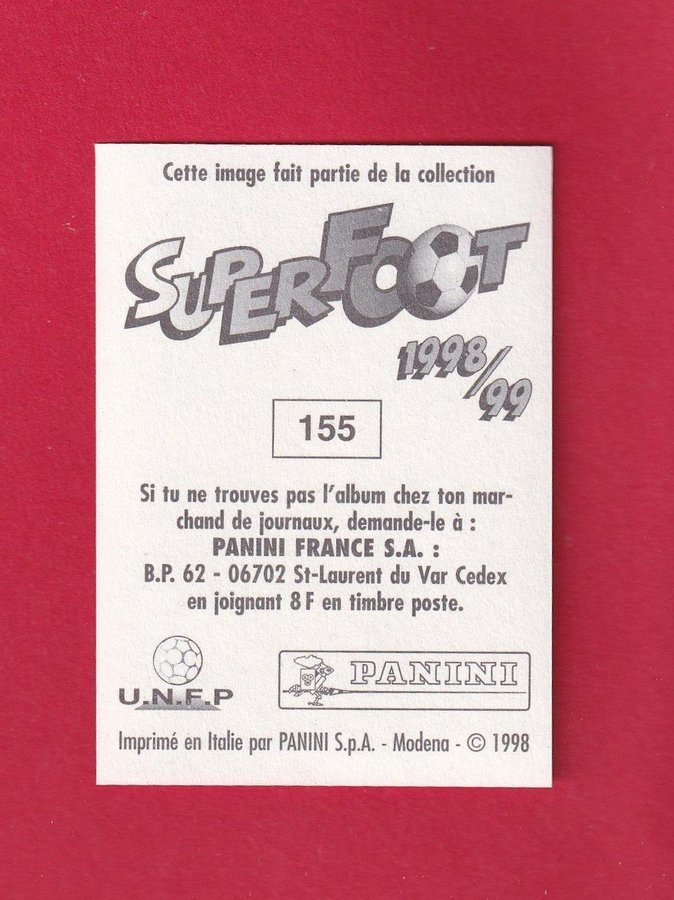 Cette image fait partie de la collection
SUPERFOOT
1998/99
155
Si tu ne trouves pas l'album chez ton mar-
chand de journaux, demande-le à :
PANINI FRANCE S.A. :
B.P. 62 - 06702 St-Laurent du Var Cedex
en joignant 8 F en timbre poste.
U.N.F.P
PANINI
Imprimé en Italie par PANINI S.p.A. - Modena - © 1998